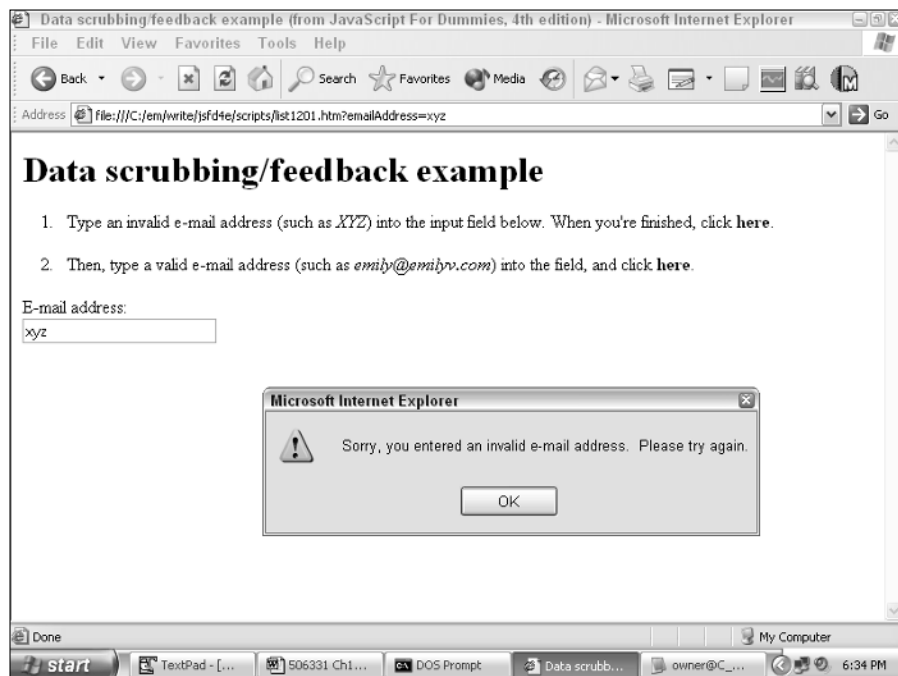 Data scrubbing/feedback example (from JavaScript For Dummies, 4th edition) - Microsoft Internet Explorer
File Edit View Favorites Tools Help
Back Search Favorites Media
Address file:///C:/em/write/jsfd4e/scripts/list1201.htm?emailAddress=xyz Go
Data scrubbing/feedback example
1. Type an invalid e-mail address (such as XYZ) into the input field below. When you're finished, click here.
2. Then, type a valid e-mail address (such as emily@emilyv.com) into the field, and click here.
E-mail address:
xyz
Microsoft Internet Explorer
Sorry, you entered an invalid e-mail address. Please try again.
OK
Done My Computer
start TextPad - [... 506331 Ch1... DOS Prompt Data scrubb... owner@C_... 6:34 PM